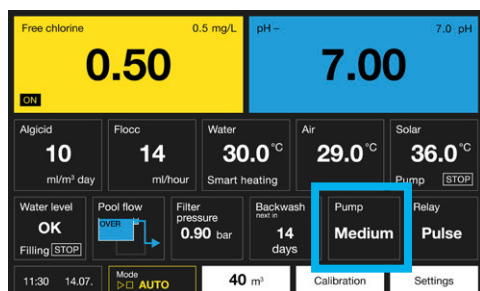 Free chlorine 0.5 mg/L
0.50
ON
pH – 7.0 pH
7.00
Algicid
10
ml/m³ day
Flocc
14
ml/hour
Water
30.0°C
Smart heating
Air
29.0°C
Solar
36.0°C
Pump STOP
Water level
OK
Filling STOP
Pool flow
OVER
Filter
pressure
0.90 bar
Backwash
next in
14
days
Pump
Medium
Relay
Pulse
11:30 14.07.
Mode
AUTO
40 m³
Calibration
Settings